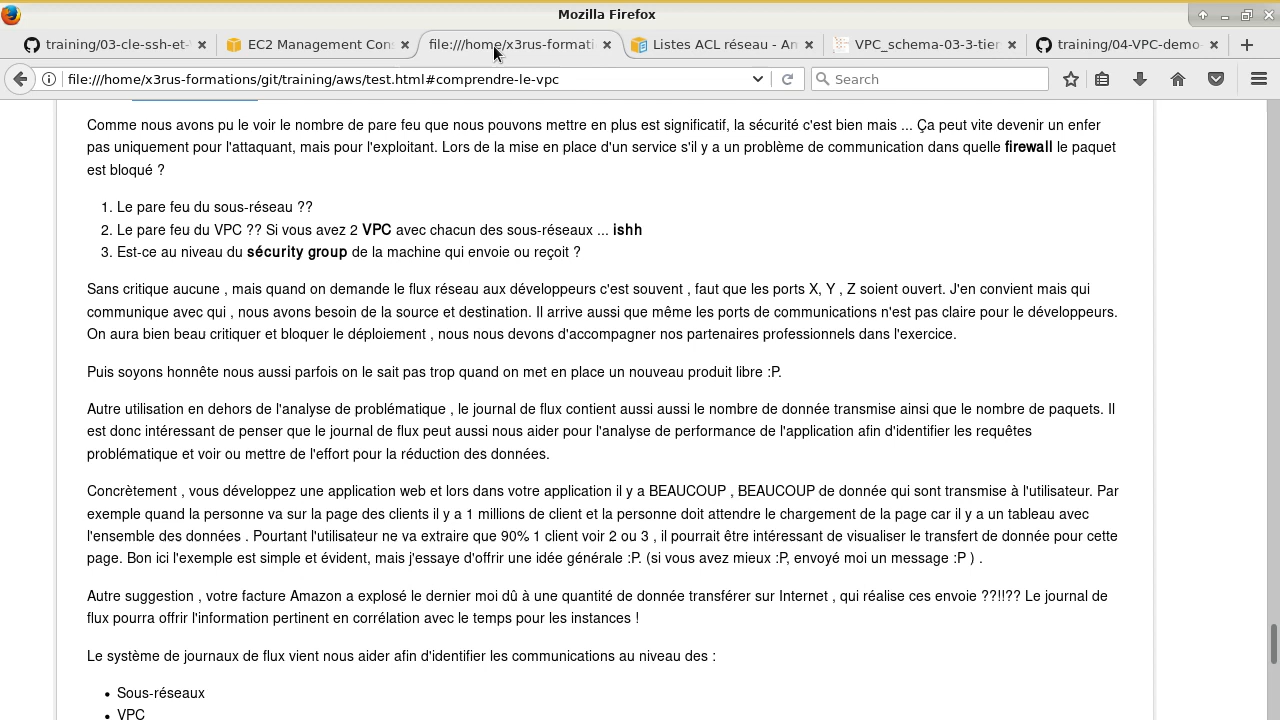 Mozilla Firefox
training/03-cle-ssh-et-
EC2 Management Con
file:///home/x3rus-formati
Listes ACL réseau - An
VPC_schema-03-3-tier
training/04-VPC-demo
file:///home/x3rus-formations/git/training/aws/test.html#comprendre-le-vpc
Search
Comme nous avons pu le voir le nombre de pare feu que nous pouvons mettre en plus est significatif, la sécurité c'est bien mais ... Ça peut vite devenir un enfer
pas uniquement pour l'attaquant, mais pour l'exploitant. Lors de la mise en place d'un service s'il y a un problème de communication dans quelle firewall le paquet
est bloqué ?
1. Le pare feu du sous-réseau ??
2. Le pare feu du VPC ?? Si vous avez 2 VPC avec chacun des sous-réseaux ... ishh
3. Est-ce au niveau du sécurity group de la machine qui envoie ou reçoit ?
Sans critique aucune , mais quand on demande le flux réseau aux développeurs c'est souvent , faut que les ports X, Y , Z soient ouvert. J'en convient mais qui
communique avec qui , nous avons besoin de la source et destination. Il arrive aussi que même les ports de communications n'est pas claire pour le développeurs.
On aura bien beau critiquer et bloquer le déploiement , nous nous devons d'accompagner nos partenaires professionnels dans l'exercice.
Puis soyons honnête nous aussi parfois on le sait pas trop quand on met en place un nouveau produit libre :P.
Autre utilisation en dehors de l'analyse de problématique , le journal de flux contient aussi aussi le nombre de donnée transmise ainsi que le nombre de paquets. Il
est donc intéressant de penser que le journal de flux peut aussi nous aider pour l'analyse de performance de l'application afin d'identifier les requêtes
problématique et voir ou mettre de l'effort pour la réduction des données.
Concrètement , vous développez une application web et lors dans votre application il y a BEAUCOUP , BEAUCOUP de donnée qui sont transmise à l'utilisateur. Par
exemple quand la personne va sur la page des clients il y a 1 millions de client et la personne doit attendre le chargement de la page car il y a un tableau avec
l'ensemble des données . Pourtant l'utilisateur ne va extraire que 90% 1 client voir 2 ou 3 , il pourrait être intéressant de visualiser le transfert de donnée pour cette
page. Bon ici l'exemple est simple et évident, mais j'essaye d'offrir une idée générale :P. (si vous avez mieux :P, envoyé moi un message :P ) .
Autre suggestion , votre facture Amazon a explosé le dernier moi dû à une quantité de donnée transférer sur Internet , qui réalise ces envoie ??!!?? Le journal de
flux pourra offrir l'information pertinent en corrélation avec le temps pour les instances !
Le système de journaux de flux vient nous aider afin d'identifier les communications au niveau des :
• Sous-réseaux
• VPC